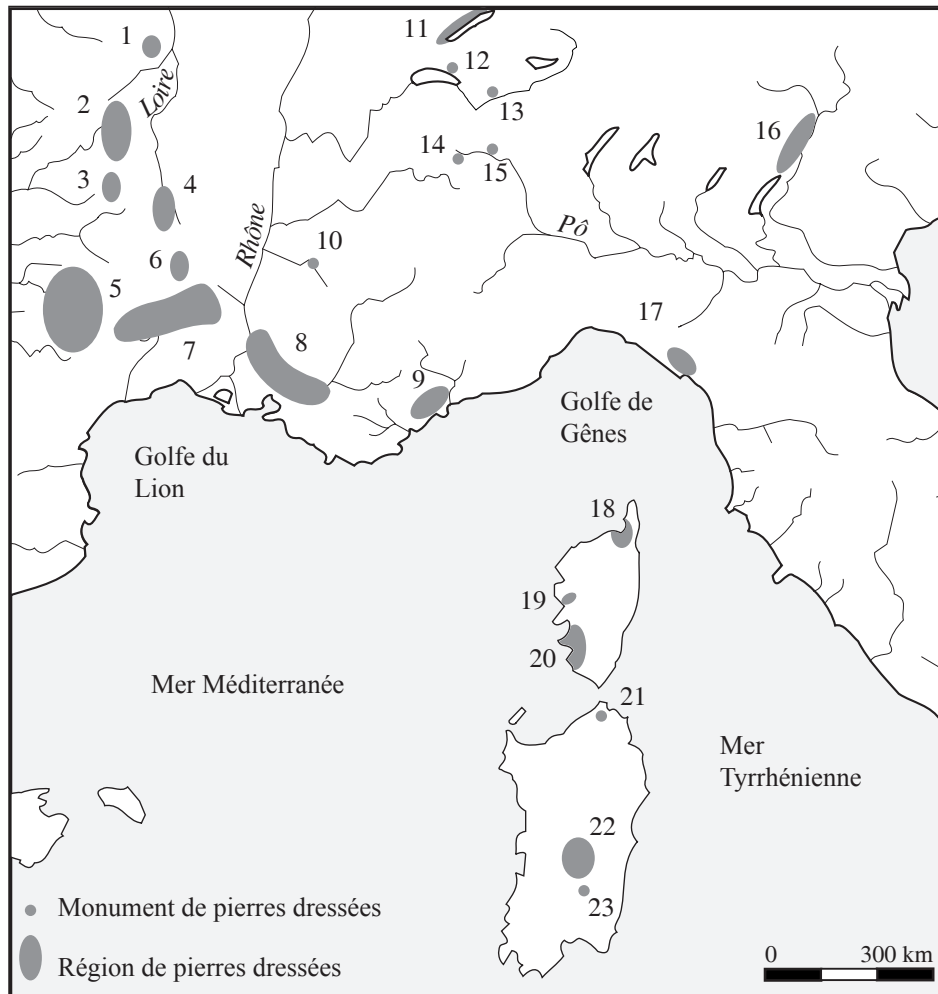 1
11
12
2
Loire
13
16
14
15
3
4
Rhône
Pô
10
6
5
17
8
7
9
Golfe de
Gênes
Golfe du
Lion
18
19
20
Mer Méditerranée
21
Mer
Tyrrhénienne
22
Monument de pierres dressées
23
Région de pierres dressées
0 300 km